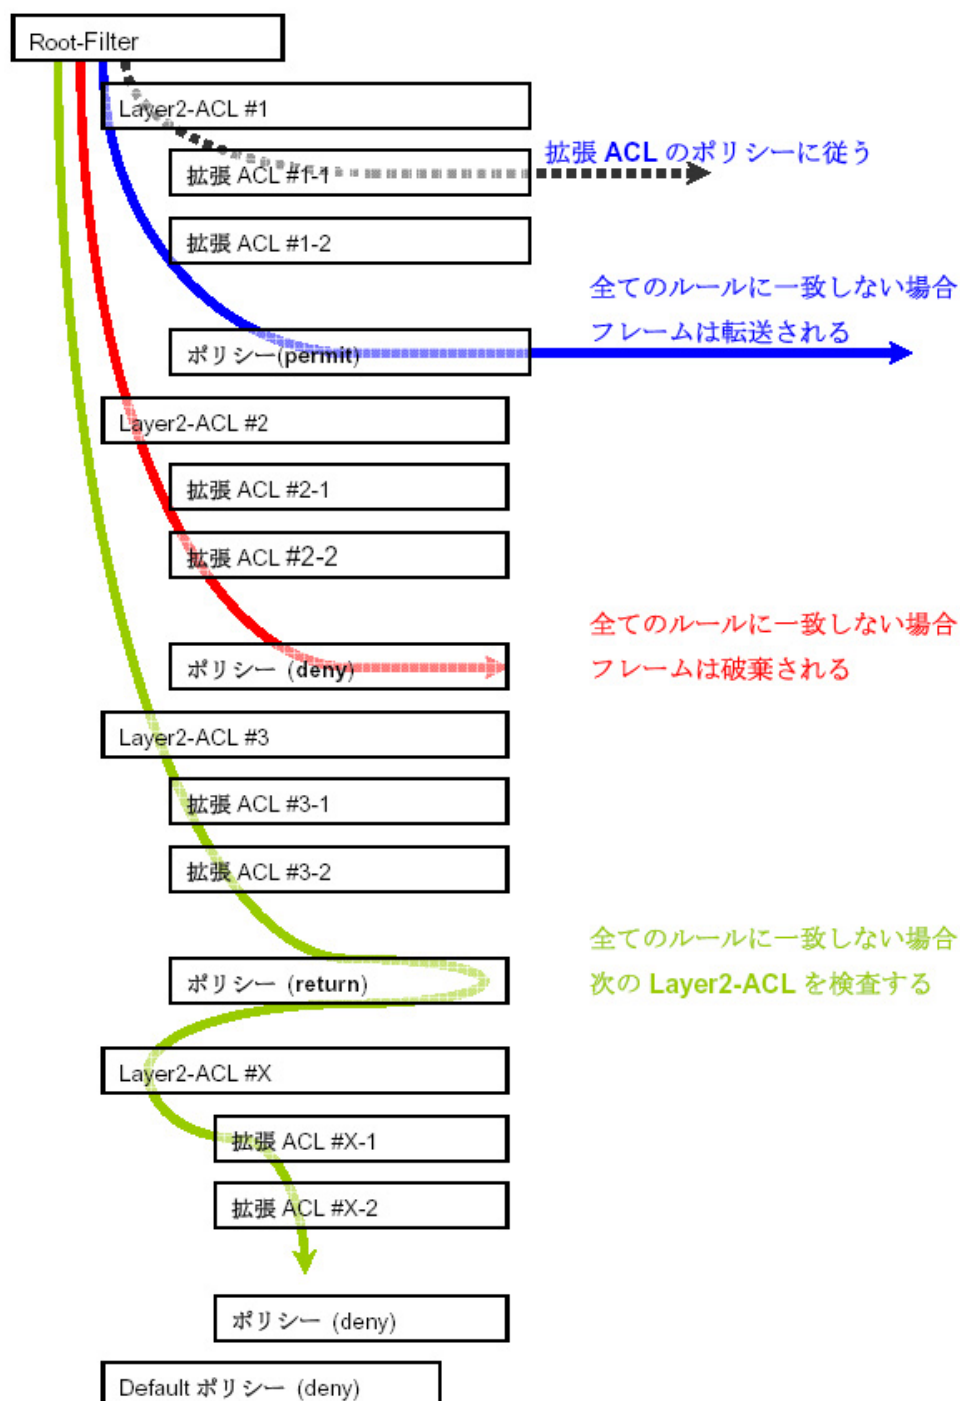 Root-Filter
Layer2-ACL #1
拡張 ACL のポリシーに従う
拡張 ACL #1-1
拡張 ACL #1-2
全てのルールに一致しない場合
フレームは転送される
ポリシー(permit)
Layer2-ACL #2
拡張 ACL #2-1
拡張 ACL #2-2
全てのルールに一致しない場合
フレームは破棄される
ポリシー (deny)
Layer2-ACL #3
拡張 ACL #3-1
拡張 ACL #3-2
全てのルールに一致しない場合
次の Layer2-ACL を検査する
ポリシー (return)
Layer2-ACL #X
拡張 ACL #X-1
拡張 ACL #X-2
ポリシー (deny)
Default ポリシー (deny)